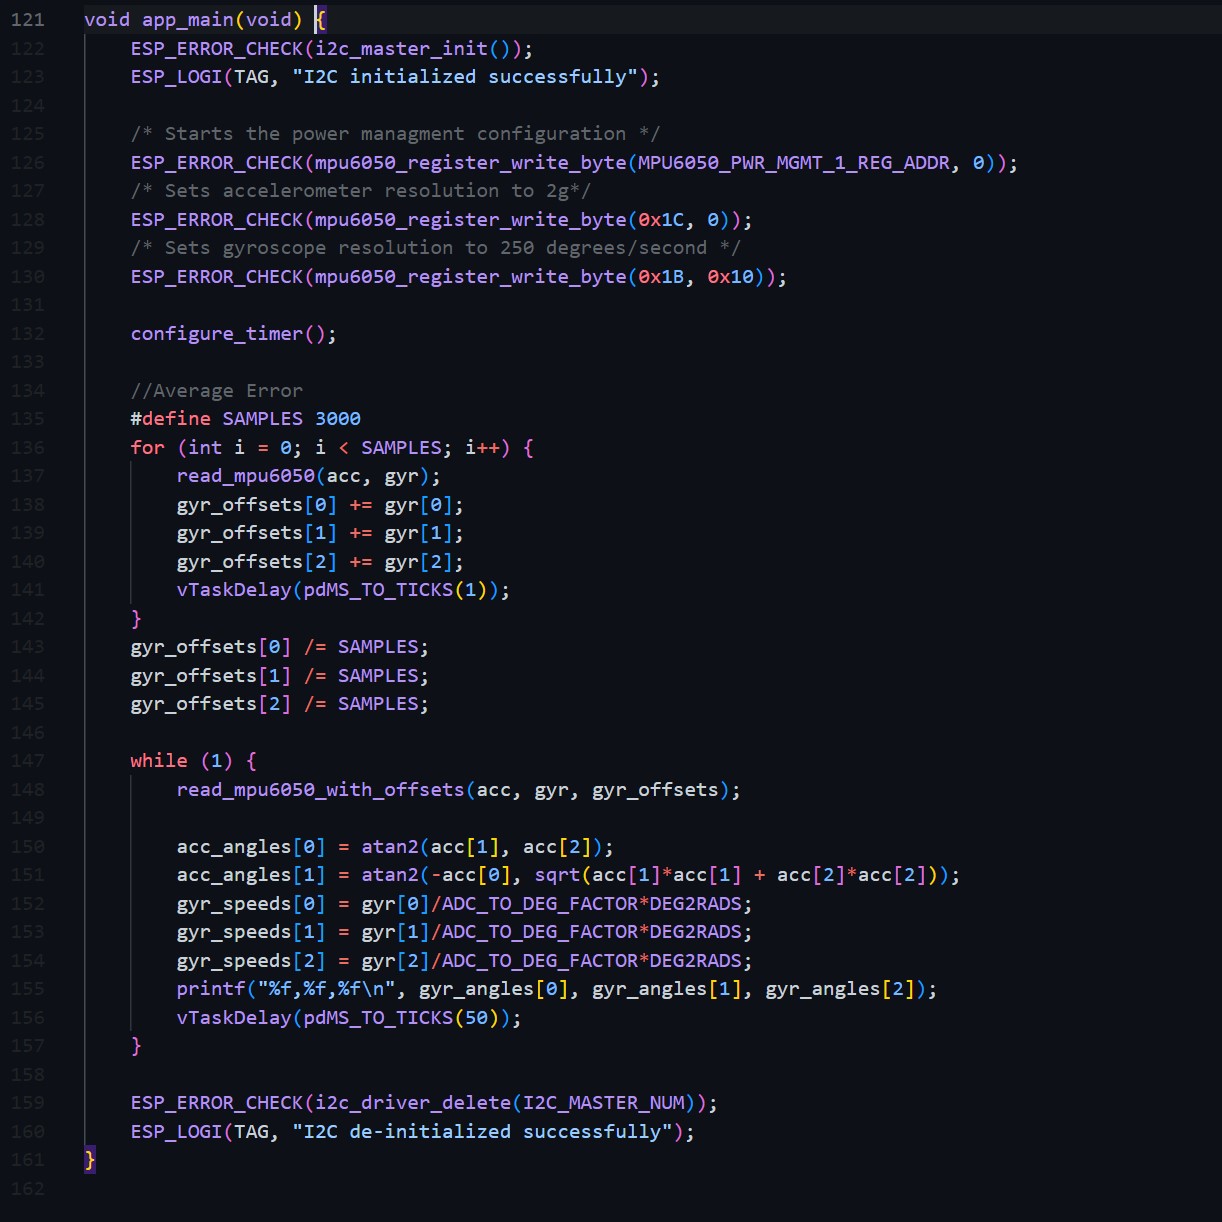 121 void app_main(void) {
122     ESP_ERROR_CHECK(i2c_master_init());
123     ESP_LOGI(TAG, "I2C initialized successfully");
124
125     /* Starts the power managment configuration */
126     ESP_ERROR_CHECK(mpu6050_register_write_byte(MPU6050_PWR_MGMT_1_REG_ADDR, 0));
127     /* Sets accelerometer resolution to 2g*/
128     ESP_ERROR_CHECK(mpu6050_register_write_byte(0x1C, 0));
129     /* Sets gyroscope resolution to 250 degrees/second */
130     ESP_ERROR_CHECK(mpu6050_register_write_byte(0x1B, 0x10));
131
132     configure_timer();
133
134     //Average Error
135     #define SAMPLES 3000
136     for (int i = 0; i < SAMPLES; i++) {
137         read_mpu6050(acc, gyr);
138         gyr_offsets[0] += gyr[0];
139         gyr_offsets[1] += gyr[1];
140         gyr_offsets[2] += gyr[2];
141         vTaskDelay(pdMS_TO_TICKS(1));
142     }
143     gyr_offsets[0] /= SAMPLES;
144     gyr_offsets[1] /= SAMPLES;
145     gyr_offsets[2] /= SAMPLES;
146
147     while (1) {
148         read_mpu6050_with_offsets(acc, gyr, gyr_offsets);
149
150         acc_angles[0] = atan2(acc[1], acc[2]);
151         acc_angles[1] = atan2(-acc[0], sqrt(acc[1]*acc[1] + acc[2]*acc[2]));
152         gyr_speeds[0] = gyr[0]/ADC_TO_DEG_FACTOR*DEG2RADS;
153         gyr_speeds[1] = gyr[1]/ADC_TO_DEG_FACTOR*DEG2RADS;
154         gyr_speeds[2] = gyr[2]/ADC_TO_DEG_FACTOR*DEG2RADS;
155         printf("%f,%f,%f\n", gyr_angles[0], gyr_angles[1], gyr_angles[2]);
156         vTaskDelay(pdMS_TO_TICKS(50));
157     }
158
159     ESP_ERROR_CHECK(i2c_driver_delete(I2C_MASTER_NUM));
160     ESP_LOGI(TAG, "I2C de-initialized successfully");
161 }
162